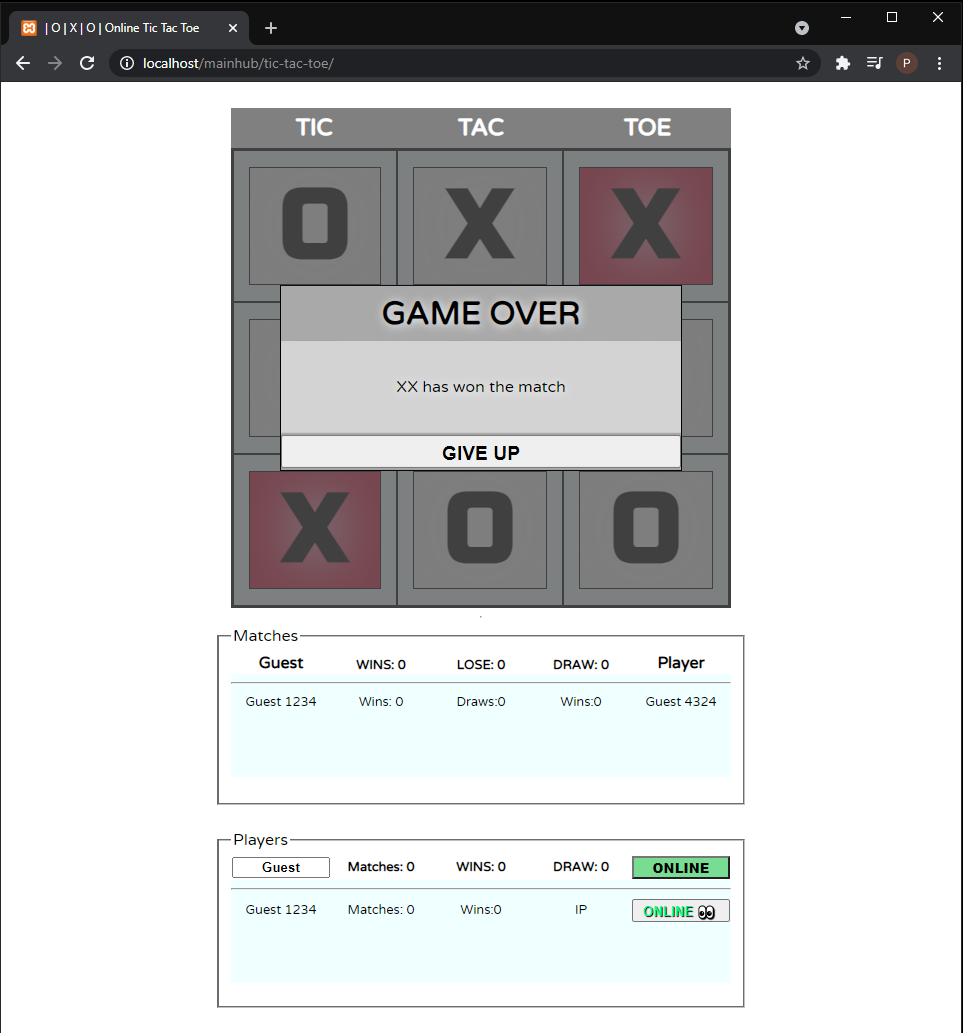 | O | X | O | Online Tic Tac Toe
localhost/mainhub/tic-tac-toe/
P
TIC TAC TOE
O X X
GAME OVER
XX has won the match
GIVE UP
X O O
Matches
Guest WINS: 0 LOSE: 0 DRAW: 0 Player
Guest 1234 Wins: 0 Draws:0 Wins:0 Guest 4324
Players
Guest Matches: 0 WINS: 0 DRAW: 0 ONLINE
Guest 1234 Matches: 0 Wins:0 IP ONLINE 👀